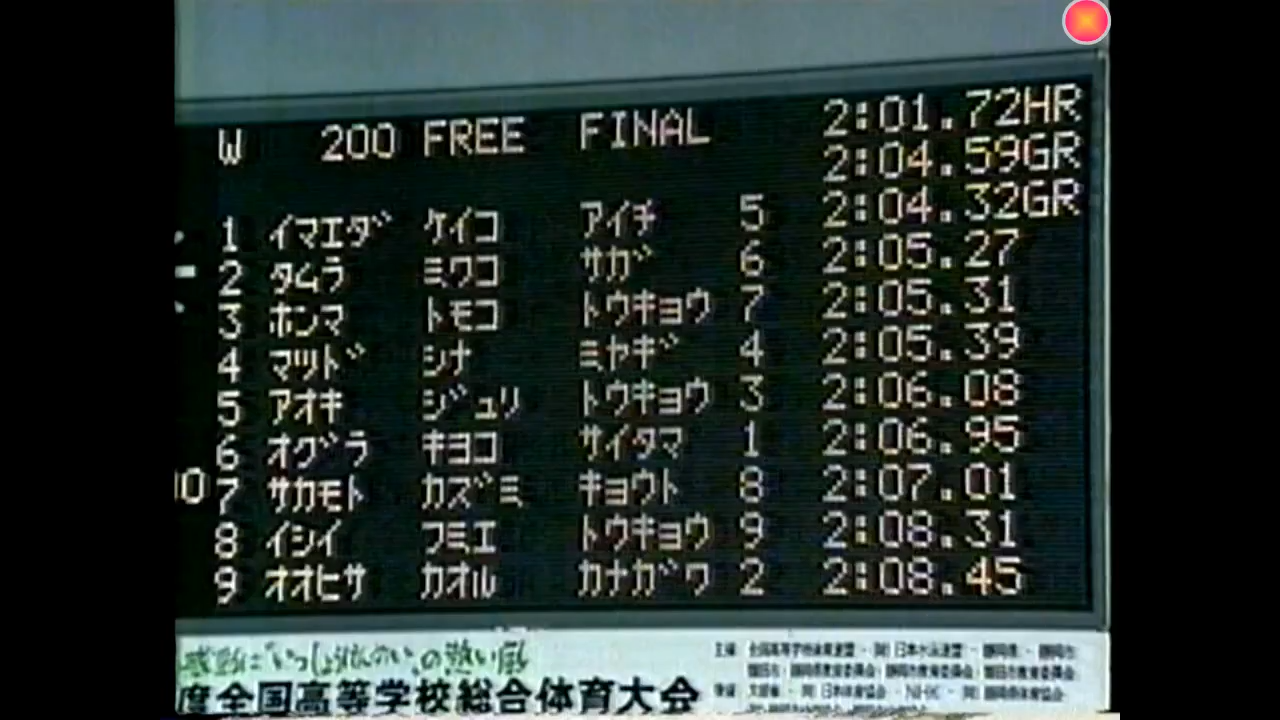 2:01.72HR
W 200 FREE FINAL 2:04.59GR
1 イマエダ ケイコ アイチ 5 2:04.32GR
2 タムラ ミワコ サガ 6 2:05.27
3 ホンマ トモコ トウキョウ 7 2:05.31
4 マツド シナ ミヤギ 4 2:05.39
5 アオキ ジュリ トウキョウ 3 2:06.08
6 オグラ キヨコ サイタマ 1 2:06.95
7 サカモト カズミ キョウト 8 2:07.01
8 イシイ フミエ トウキョウ 9 2:08.31
9 オオヒサ カオル カナガワ 2 2:08.45
度全国高等学校総合体育大会